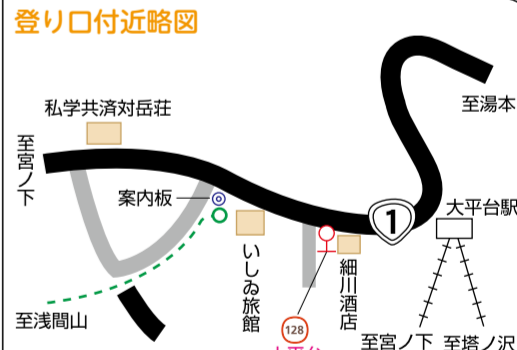 登り口付近略図
私学共済対岳荘
至湯本
至宮ノ下
案内板
1
大平台駅
いしゐ旅館
細川酒店
至浅間山
128
至宮ノ下
至塔ノ沢